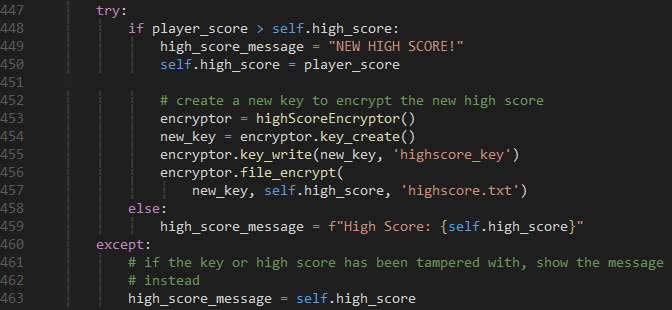 447 try:
448 if player_score > self.high_score:
449 high_score_message = "NEW HIGH SCORE!"
450 self.high_score = player_score
451
452 # create a new key to encrypt the new high score
453 encryptor = highScoreEncryptor()
454 new_key = encryptor.key_create()
455 encryptor.key_write(new_key, 'highscore_key')
456 encryptor.file_encrypt(
457 new_key, self.high_score, 'highscore.txt')
458 else:
459 high_score_message = f"High Score: {self.high_score}"
460 except:
461 # if the key or high score has been tampered with, show the message
462 # instead
463 high_score_message = self.high_score